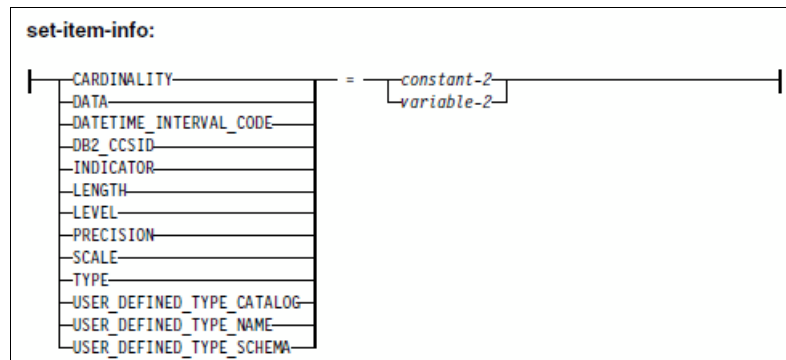 set-item-info:
CARDINALITY = constant-2
DATA variable-2
DATETIME_INTERVAL_CODE
DB2_CCSID
INDICATOR
LENGTH
LEVEL
PRECISION
SCALE
TYPE
USER_DEFINED_TYPE_CATALOG
USER_DEFINED_TYPE_NAME
USER_DEFINED_TYPE_SCHEMA